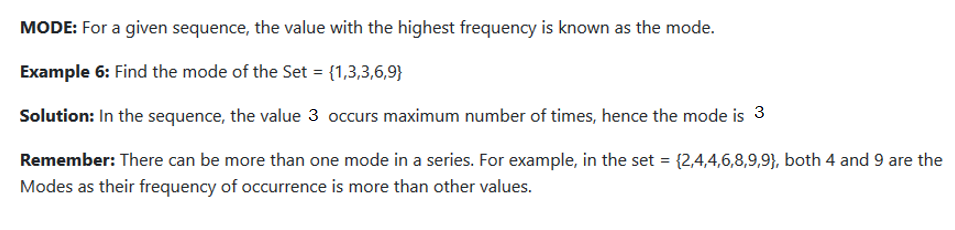 MODE: For a given sequence, the value with the highest frequency is known as the mode.
Example 6: Find the mode of the Set = {1,3,3,6,9}
Solution: In the sequence, the value 3 occurs maximum number of times, hence the mode is 3
Remember: There can be more than one mode in a series. For example, in the set = {2,4,4,6,8,9,9}, both 4 and 9 are the
Modes as their frequency of occurrence is more than other values.